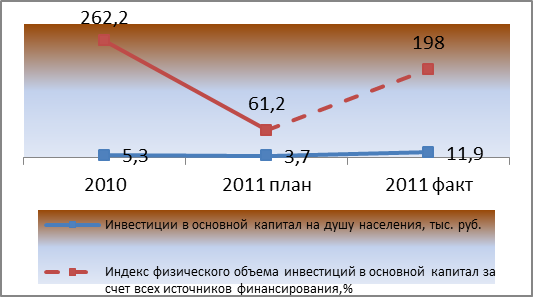 262,2
198
61,2
5,3
3,7
11,9
2010
2011 план
2011 факт
Инвестиции в основной капитал на душу населения, тыс. руб.
Индекс физического объема инвестиций в основной капитал за
счет всех источников финансирования,%